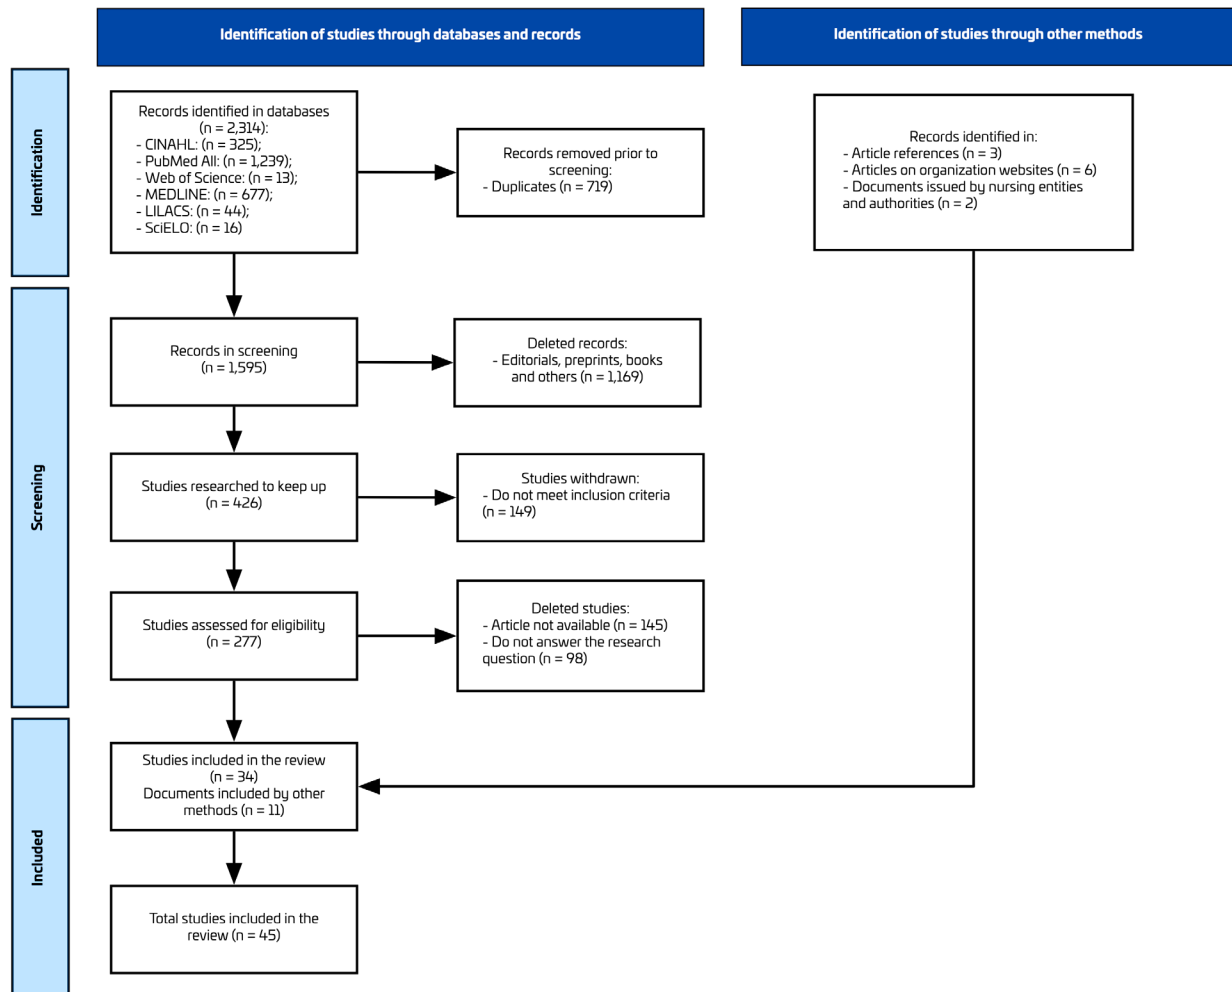 Identification of studies through databases and records
Identification of studies through other methods
Identification
Records identified in databases
(n = 2,314):
- CINAHL: (n = 325);
- PubMed All: (n = 1,239);
- Web of Science: (n = 13);
- MEDLINE: (n = 677);
- LILACS: (n = 44);
- SciELO: (n = 16)
Records removed prior to
screening:
- Duplicates (n = 719)
Records identified in:
- Article references (n = 3)
- Articles on organization websites (n = 6)
- Documents issued by nursing entities
and authorities (n = 2)
Screening
Records in screening
(n = 1,595)
Deleted records:
- Editorials, preprints, books
and others (n = 1,169)
Studies researched to keep up
(n = 426)
Studies withdrawn:
- Do not meet inclusion criteria
(n = 149)
Studies assessed for eligibility
(n = 277)
Deleted studies:
- Article not available (n = 145)
- Do not answer the research
question (n = 98)
Included
Studies included in the review
(n = 34)
Documents included by other
methods (n = 11)
Total studies included in the
review (n = 45)